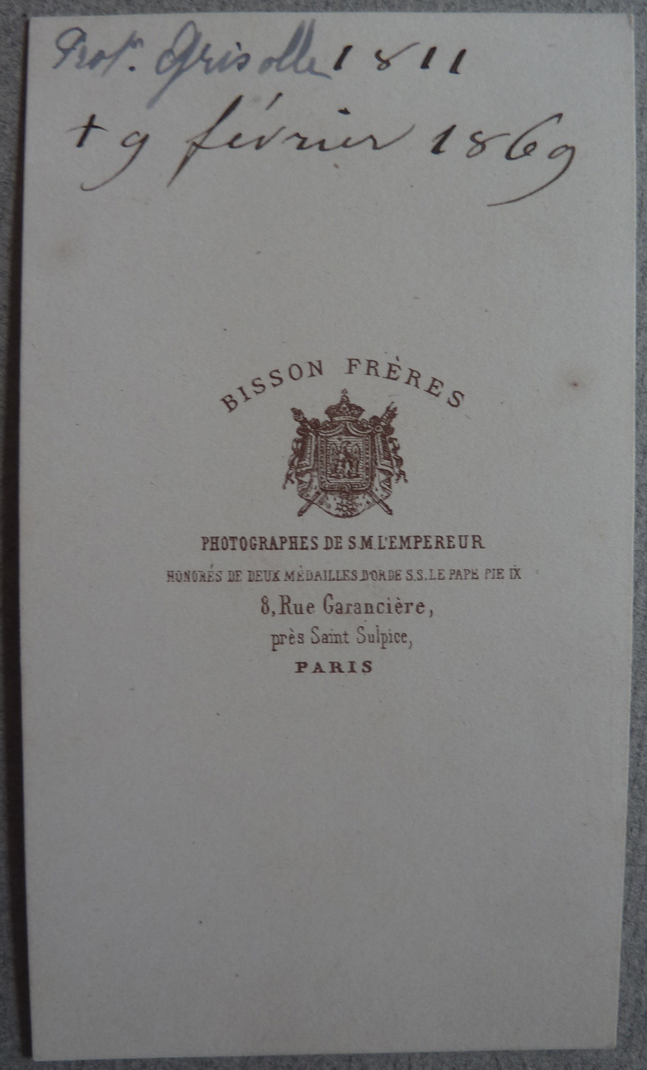 Prof. Grisolle 1811
+ 9 février 1869
BISSON FRÈRES
PHOTOGRAPHES DE S.M. L'EMPEREUR
HONORÉS DE DEUX MÉDAILLES D'OR DE S.S. LE PAPE PIE IX
8, Rue Garancière,
près Saint Sulpice,
PARIS